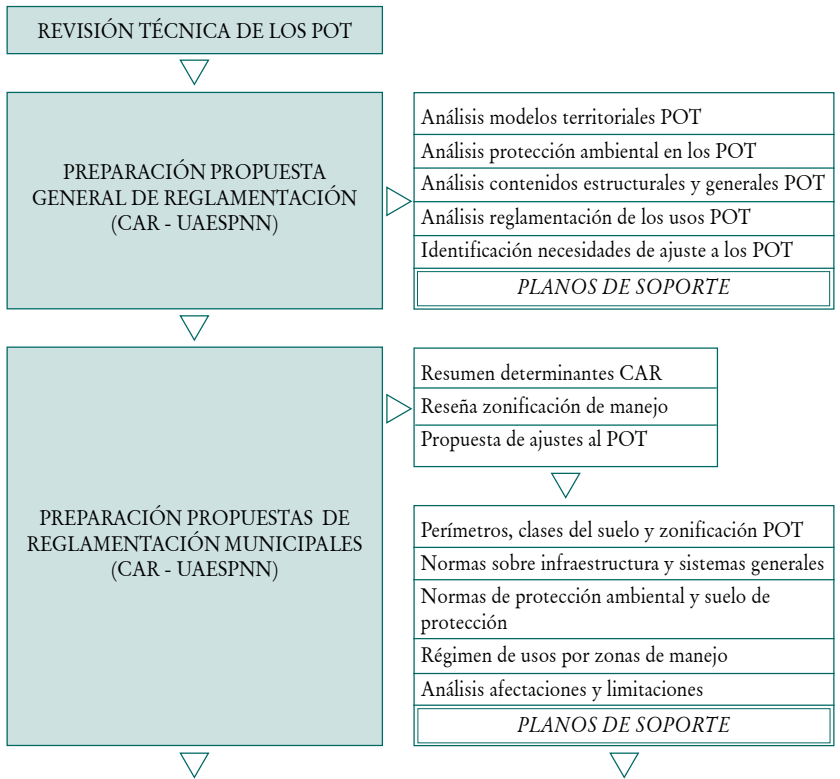 REVISIÓN TÉCNICA DE LOS POT
PREPARACIÓN PROPUESTA
GENERAL DE REGLAMENTACIÓN
(CAR - UAESPNN)
Análisis modelos territoriales POT
Análisis protección ambiental en los POT
Análisis contenidos estructurales y generales POT
Análisis reglamentación de los usos POT
Identificación necesidades de ajuste a los POT
PLANOS DE SOPORTE
PREPARACIÓN PROPUESTAS DE
REGLAMENTACIÓN MUNICIPALES
(CAR - UAESPNN)
Resumen determinantes CAR
Reseña zonificación de manejo
Propuesta de ajustes al POT
Perímetros, clases del suelo y zonificación POT
Normas sobre infraestructura y sistemas generales
Normas de protección ambiental y suelo de
protección
Régimen de usos por zonas de manejo
Análisis afectaciones y limitaciones
PLANOS DE SOPORTE